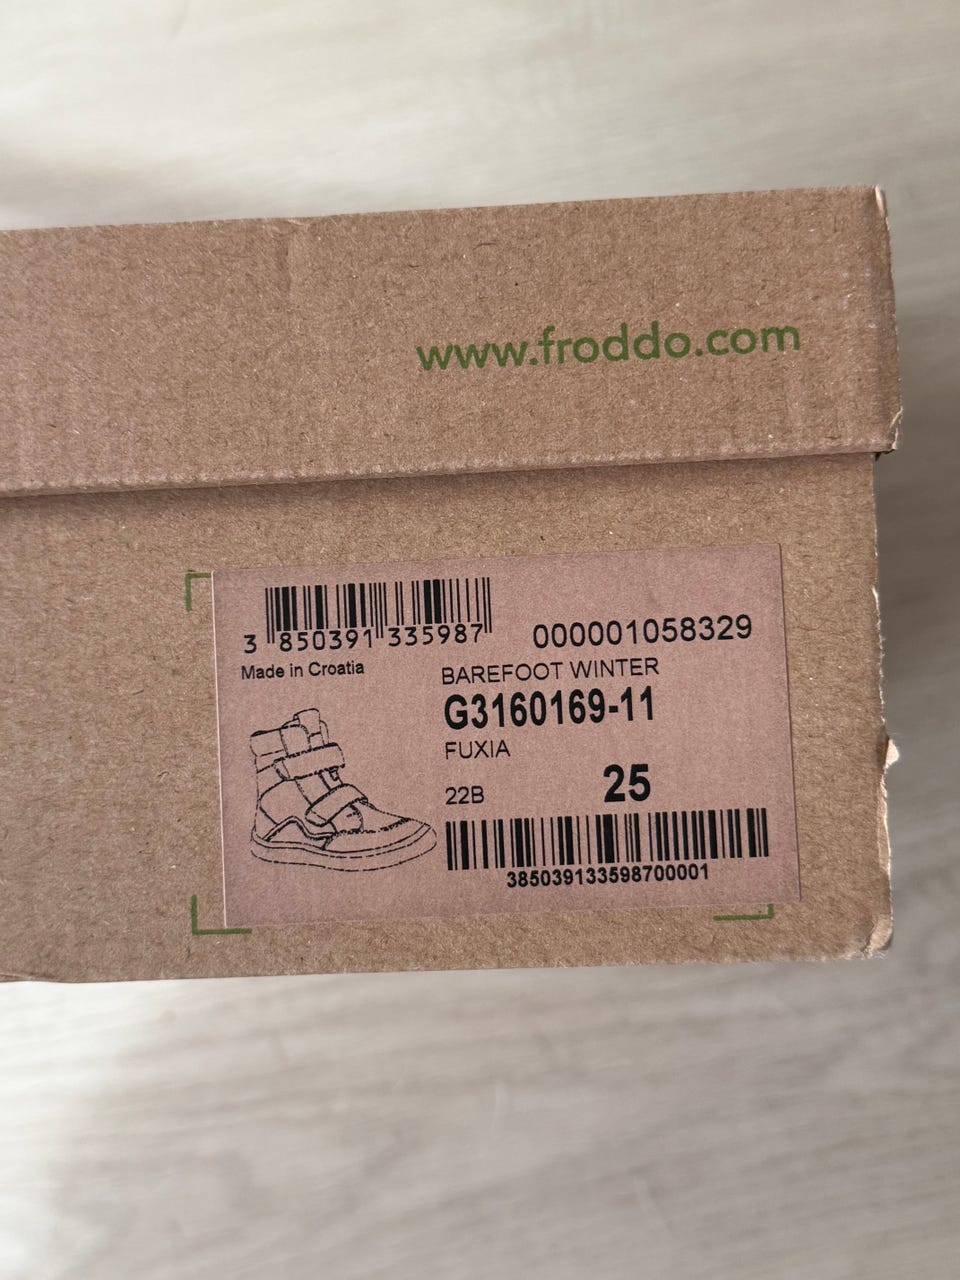 www.froddo.com
3 850391 335987
000001058329
Made in Croatia
BAREFOOT WINTER
G3160169-11
FUXIA
22B
25
385039133598700001